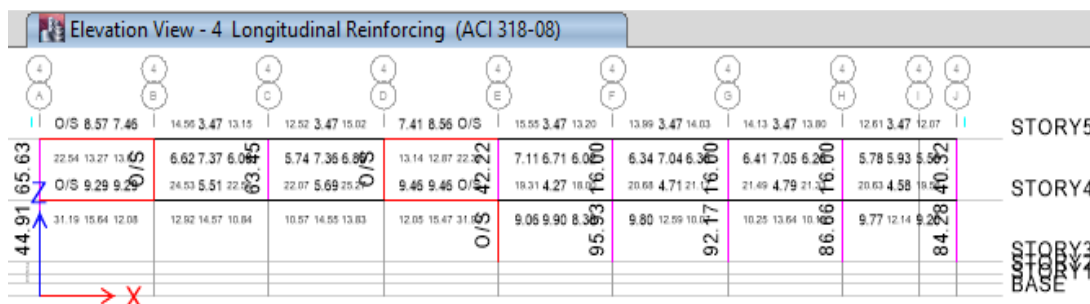 Elevation View - 4 Longitudinal Reinforcing (ACI 318-08)
4 4 4 4 4 4 4 4 4 4
A B C D E F G H I J
O/S 8.57 7.46 14.56 3.47 13.15 12.52 3.47 15.02 7.41 8.56 O/S 15.55 3.47 13.20 13.99 3.47 14.03 14.13 3.47 13.80 12.61 3.47 12.07 STORY5
65.63 22.54 13.27 O/S 6.62 7.37 63.45 5.74 7.36 O/S 13.14 12.87 42.22 7.11 6.71 16.00 6.34 7.04 16.00 6.41 7.05 16.00 5.78 5.93 40.32
O/S 9.29 9.29 24.53 5.51 22.07 5.69 9.46 9.46 O/S 19.31 4.27 20.68 4.71 21.49 4.79 20.63 4.58 STORY4
Z
44.91 31.19 15.64 12.08 12.92 14.57 10.84 10.57 14.55 13.83 12.05 15.47 O/S 9.05 9.90 95.93 9.80 12.59 92.17 10.25 13.64 86.66 9.77 12.14 84.28
STORY3
STORY1
BASE
X